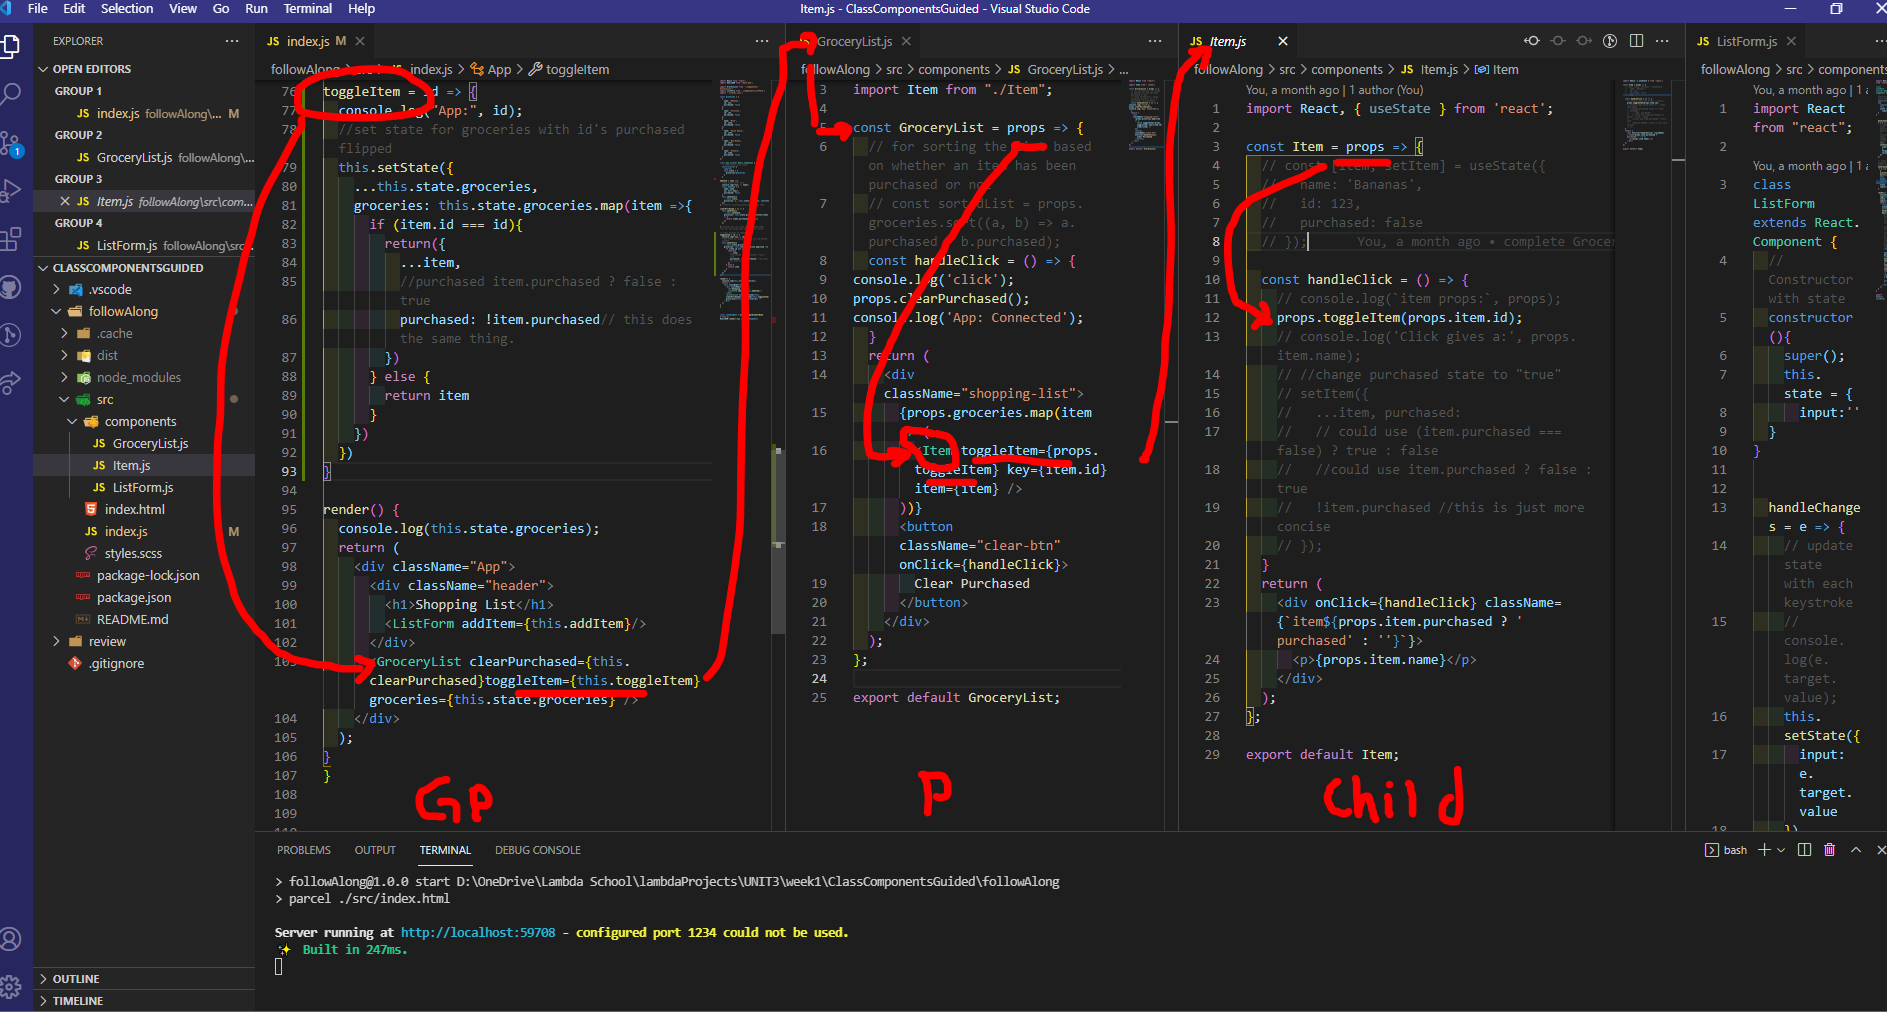 File Edit Selection View Go Run Terminal Help
Item.js - ClassComponentsGuided - Visual Studio Code
EXPLORER
OPEN EDITORS
GROUP 1
JS index.js followAlong\... M
GROUP 2
JS GroceryList.js followAlong\...
GROUP 3
JS Item.js followAlong\src\com...
GROUP 4
JS ListForm.js followAlong\src...
CLASSCOMPONENTSGUIDED
.vscode
followAlong
.cache
dist
node_modules
src
components
JS GroceryList.js
JS Item.js
JS ListForm.js
index.html
JS index.js M
styles.scss
package-lock.json
package.json
README.md
review
.gitignore
OUTLINE
TIMELINE
1
JS index.js M
index.js > App > toggleItem
76 toggleItem = id => {
77 console.log("App:", id);
78 //set state for groceries with id's purchased
flipped
79 this.setState({
80 ...this.state.groceries,
81 groceries: this.state.groceries.map(item =>{
82 if (item.id === id){
83 return({
84 ...item,
85 //purchased item.purchased ? false :
true
86 purchased: !item.purchased// this does
the same thing.
87 })
88 } else {
89 return item
90 }
91 })
92 })
93 }
94
95 render() {
96 console.log(this.state.groceries);
97 return (
98 <div className="App">
99 <div className="header">
100 <h1>Shopping List</h1>
101 <ListForm addItem={this.addItem}/>
102 </div>
103 <GroceryList clearPurchased={this.
clearPurchased}toggleItem={this.toggleItem}
groceries={this.state.groceries} />
104 </div>
105 );
106 }
107 }
108
109
Gp
GroceryList.js
followAlong > src > components > JS GroceryList.js > ...
3 import Item from "./Item";
4
5 const GroceryList = props => {
6 // for sorting the based
on whether an item has been
purchased or not
7 // const sortedList = props.
groceries.sort((a, b) => a.
purchased b.purchased);
8 const handleClick = () => {
9 console.log('click');
10 props.clearPurchased();
11 console.log('App: Connected');
12 }
13 return (
14 <div
className="shopping-list">
15 {props.groceries.map(item
16 <Item toggleItem={props.
toggleItem} key={item.id}
item={item} />
17 ))}
18 <button
className="clear-btn"
onClick={handleClick}>
19 Clear Purchased
20 </button>
21 </div>
22 );
23 };
24
25 export default GroceryList;
P
JS Item.js
followAlong > src > components > JS Item.js > Item
You, a month ago | 1 author (You)
1 import React, { useState } from 'react';
2
3 const Item = props => {
4 // const [item, setItem] = useState({
5 // name: 'Bananas',
6 // id: 123,
7 // purchased: false
8 // }); You, a month ago • complete Grocer
9
10 const handleClick = () => {
11 // console.log(`item props:`, props);
12 props.toggleItem(props.item.id);
13 // console.log('Click gives a:', props.
item.name);
14 // //change purchased state to "true"
15 // setItem({
16 // ...item, purchased:
17 // // could use (item.purchased ===
false) ? true : false
18 // //could use item.purchased ? false :
true
19 // !item.purchased //this is just more
concise
20 // });
21 }
22 return (
23 <div onClick={handleClick} className=
{`item${props.item.purchased ? '
purchased' : ''}`}>
24 <p>{props.item.name}</p>
25 </div>
26 );
27 };
28
29 export default Item;
Child
JS ListForm.js
followAlong > src > components
You, a month ago | 1 a
1 import React
from "react";
2
You, a month ago | 1 a
3 class
ListForm
extends React.
Component {
4 //
Constructor
with state
5 constructor
(){
6 super();
7 this.
state = {
8 input:''
9 }
10 }
11
12
13 handleChange
s = e => {
14 // update
state
with each
keystroke
15 //
console.
log(e.
target.
value);
16 this.
setState({
17 input:
e.
target.
value
18 })
PROBLEMS OUTPUT TERMINAL DEBUG CONSOLE
bash
> followAlong@1.0.0 start D:\OneDrive\Lambda School\lambdaProjects\UNIT3\week1\ClassComponentsGuided\followAlong
> parcel ./src/index.html
Server running at http://localhost:59708 - configured port 1234 could not be used.
Built in 247ms.